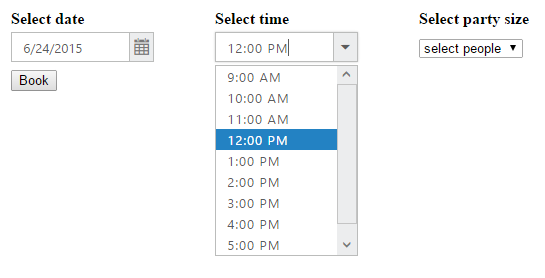 Select date
6/24/2015
Book
Select time
12:00 PM
9:00 AM
10:00 AM
11:00 AM
12:00 PM
1:00 PM
2:00 PM
3:00 PM
4:00 PM
5:00 PM
Select party size
select people